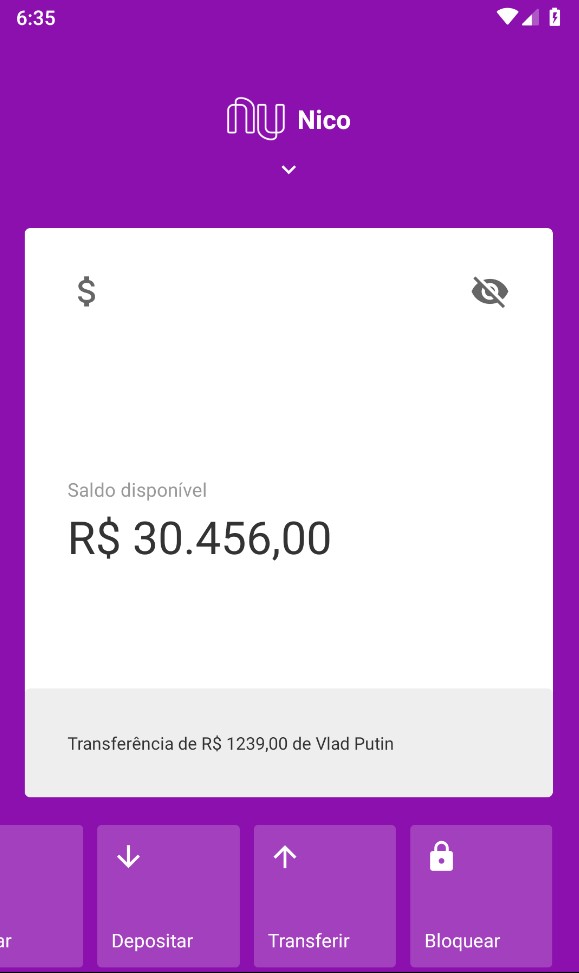 6:35
nu Nico
$
Saldo disponível
R$ 30.456,00
Transferência de R$ 1239,00 de Vlad Putin
ar
Depositar
Transferir
Bloquear